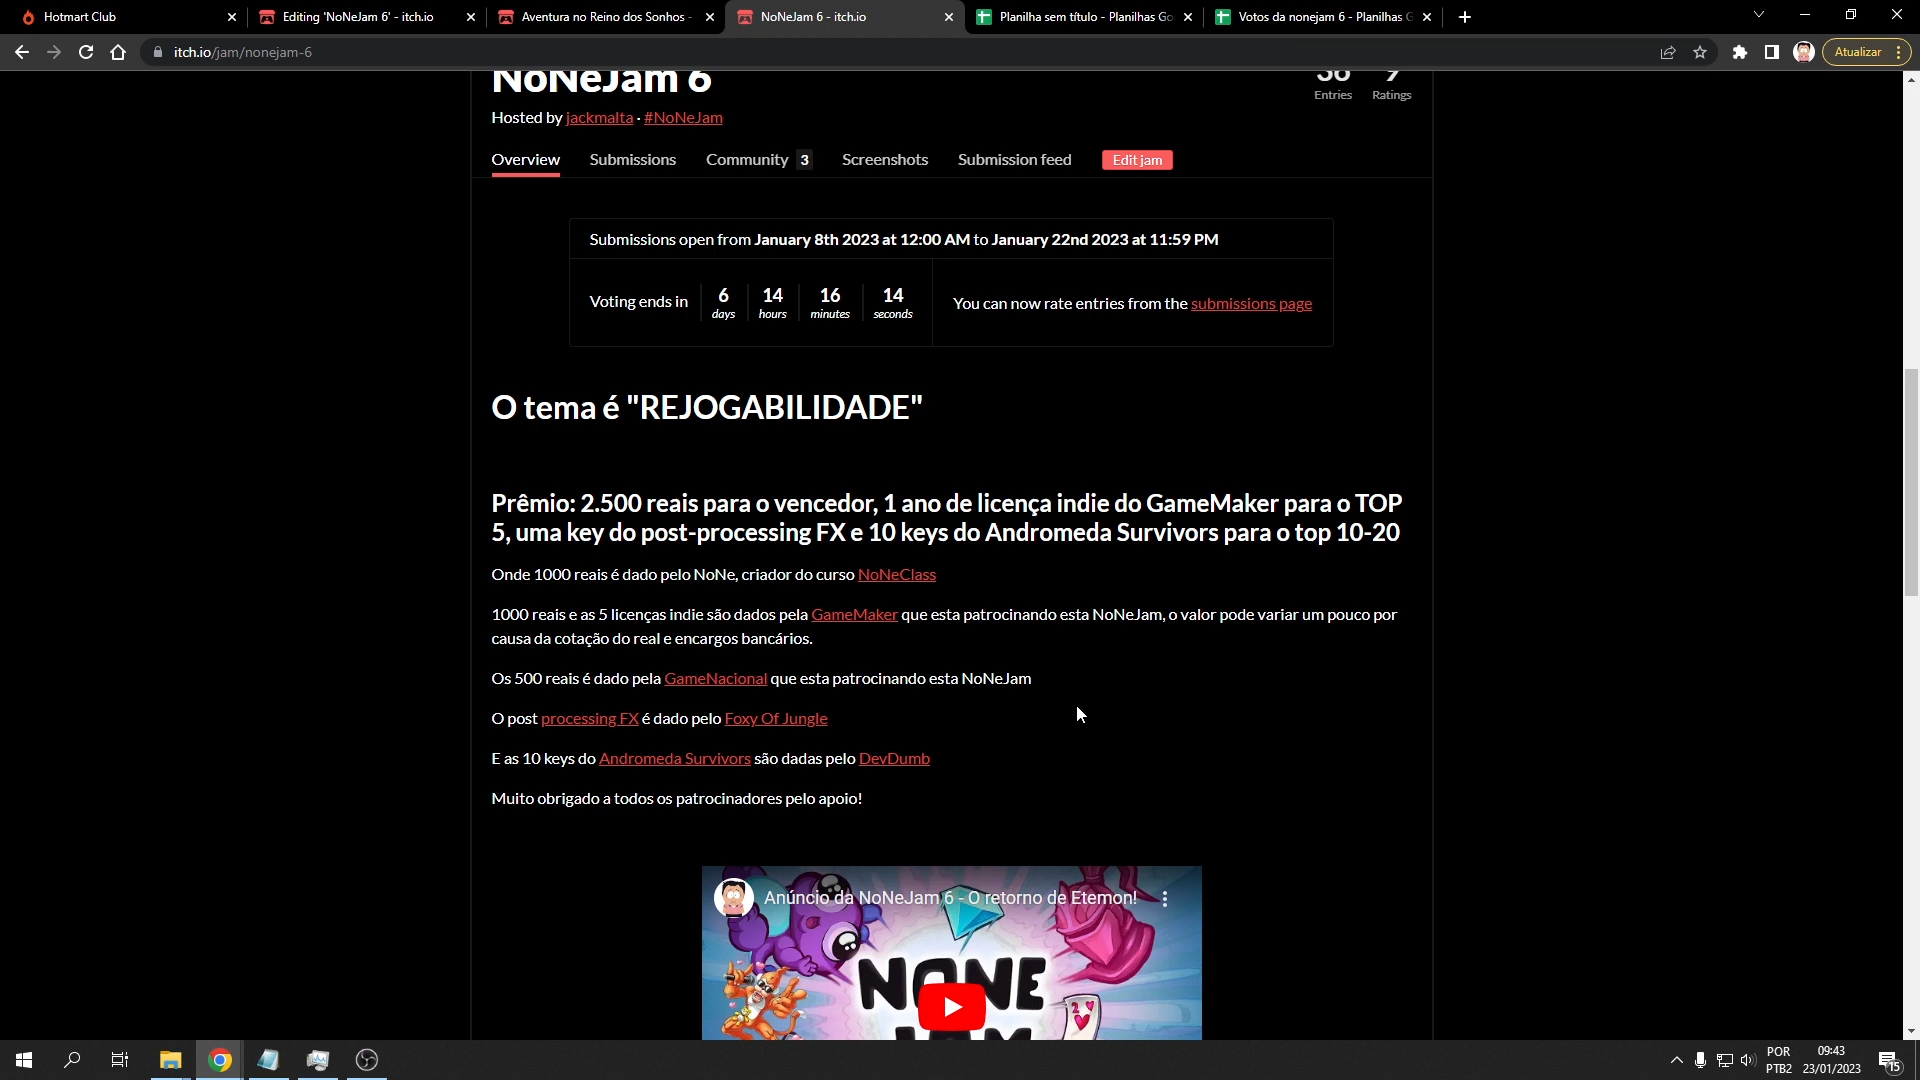 Hotmart Club
Editing 'NoNeJam 6' - itch.io
Aventura no Reino dos Sonhos -
NoNeJam 6 - itch.io
Planilha sem título - Planilhas Go
Votos da nonejam 6 - Planilhas G
itch.io/jam/nonejam-6
Atualizar
NoNeJam 6
Entries
Ratings
Hosted by jackmalta · #NoNeJam
Overview
Submissions
Community 3
Screenshots
Submission feed
Edit jam
Submissions open from January 8th 2023 at 12:00 AM to January 22nd 2023 at 11:59 PM
Voting ends in
6 days
14 hours
16 minutes
14 seconds
You can now rate entries from the submissions page
O tema é "REJOGABILIDADE"
Prêmio: 2.500 reais para o vencedor, 1 ano de licença indie do GameMaker para o TOP
5, uma key do post-processing FX e 10 keys do Andromeda Survivors para o top 10-20
Onde 1000 reais é dado pelo NoNe, criador do curso NoNeClass
1000 reais e as 5 licenças indie são dados pela GameMaker que esta patrocinando esta NoNeJam, o valor pode variar um pouco por
causa da cotação do real e encargos bancários.
Os 500 reais é dado pela GameNacional que esta patrocinando esta NoNeJam
O post processing FX é dado pelo Foxy Of Jungle
E as 10 keys do Andromeda Survivors são dadas pelo DevDumb
Muito obrigado a todos os patrocinadores pelo apoio!
Anúncio da NoNeJam 6 - O retorno de Etemon!
NONE
JAM
2
POR
PTB2
09:43
23/01/2023
15